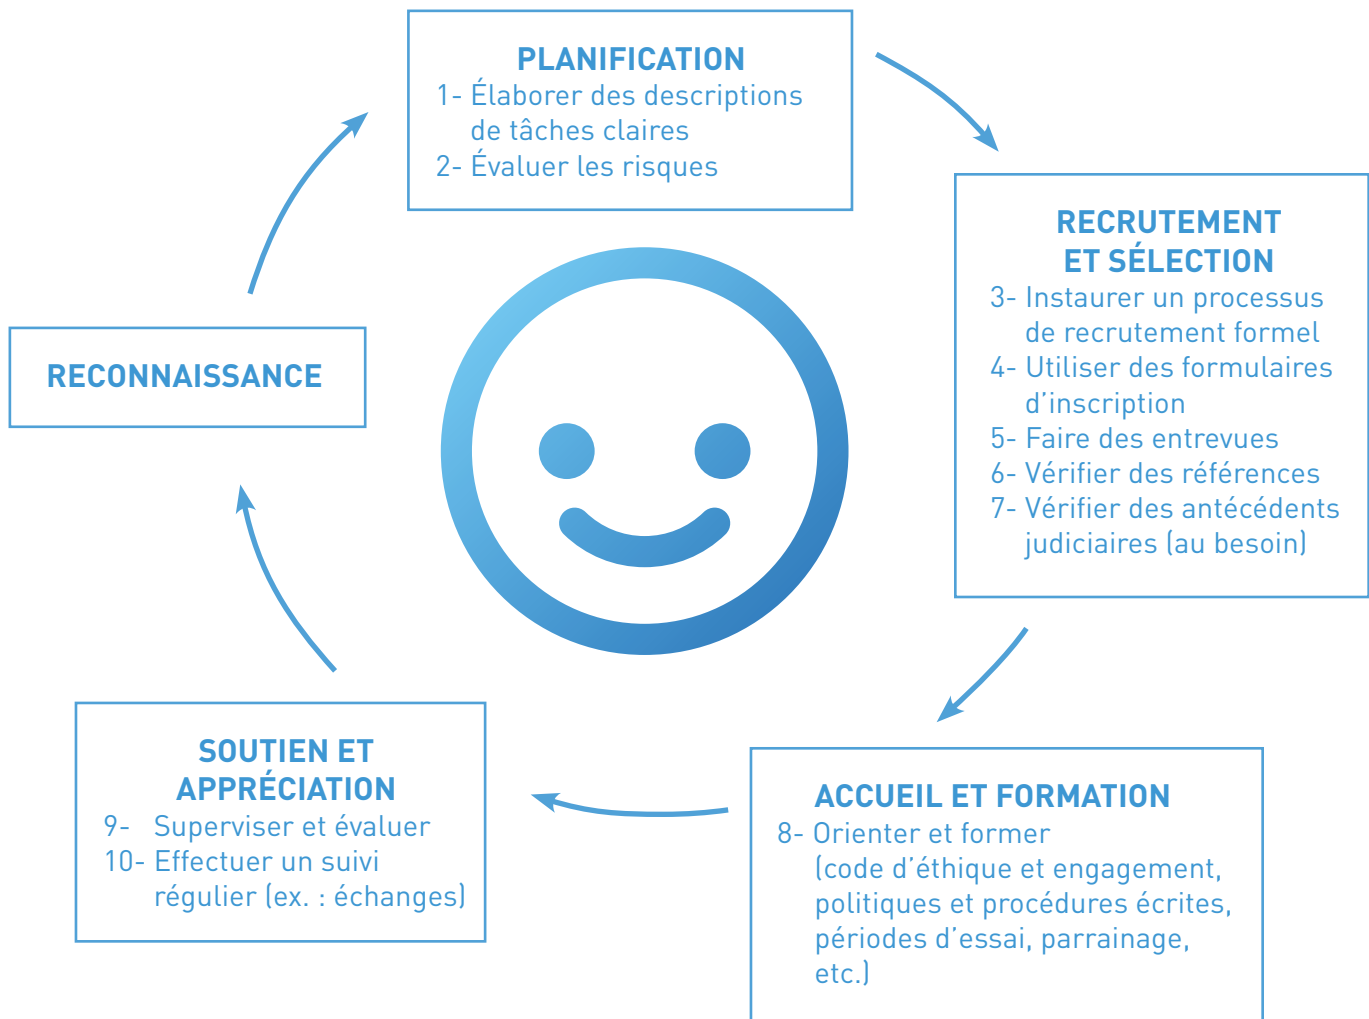 PLANIFICATION
1- Élaborer des descriptions
de tâches claires
2- Évaluer les risques
RECRUTEMENT
ET SÉLECTION
3- Instaurer un processus
de recrutement formel
4- Utiliser des formulaires
d’inscription
5- Faire des entrevues
6- Vérifier des références
7- Vérifier des antécédents
judiciaires (au besoin)
ACCUEIL ET FORMATION
8- Orienter et former
(code d’éthique et engagement,
politiques et procédures écrites,
périodes d’essai, parrainage,
etc.)
SOUTIEN ET
APPRÉCIATION
9- Superviser et évaluer
10- Effectuer un suivi
régulier (ex. : échanges)
RECONNAISSANCE